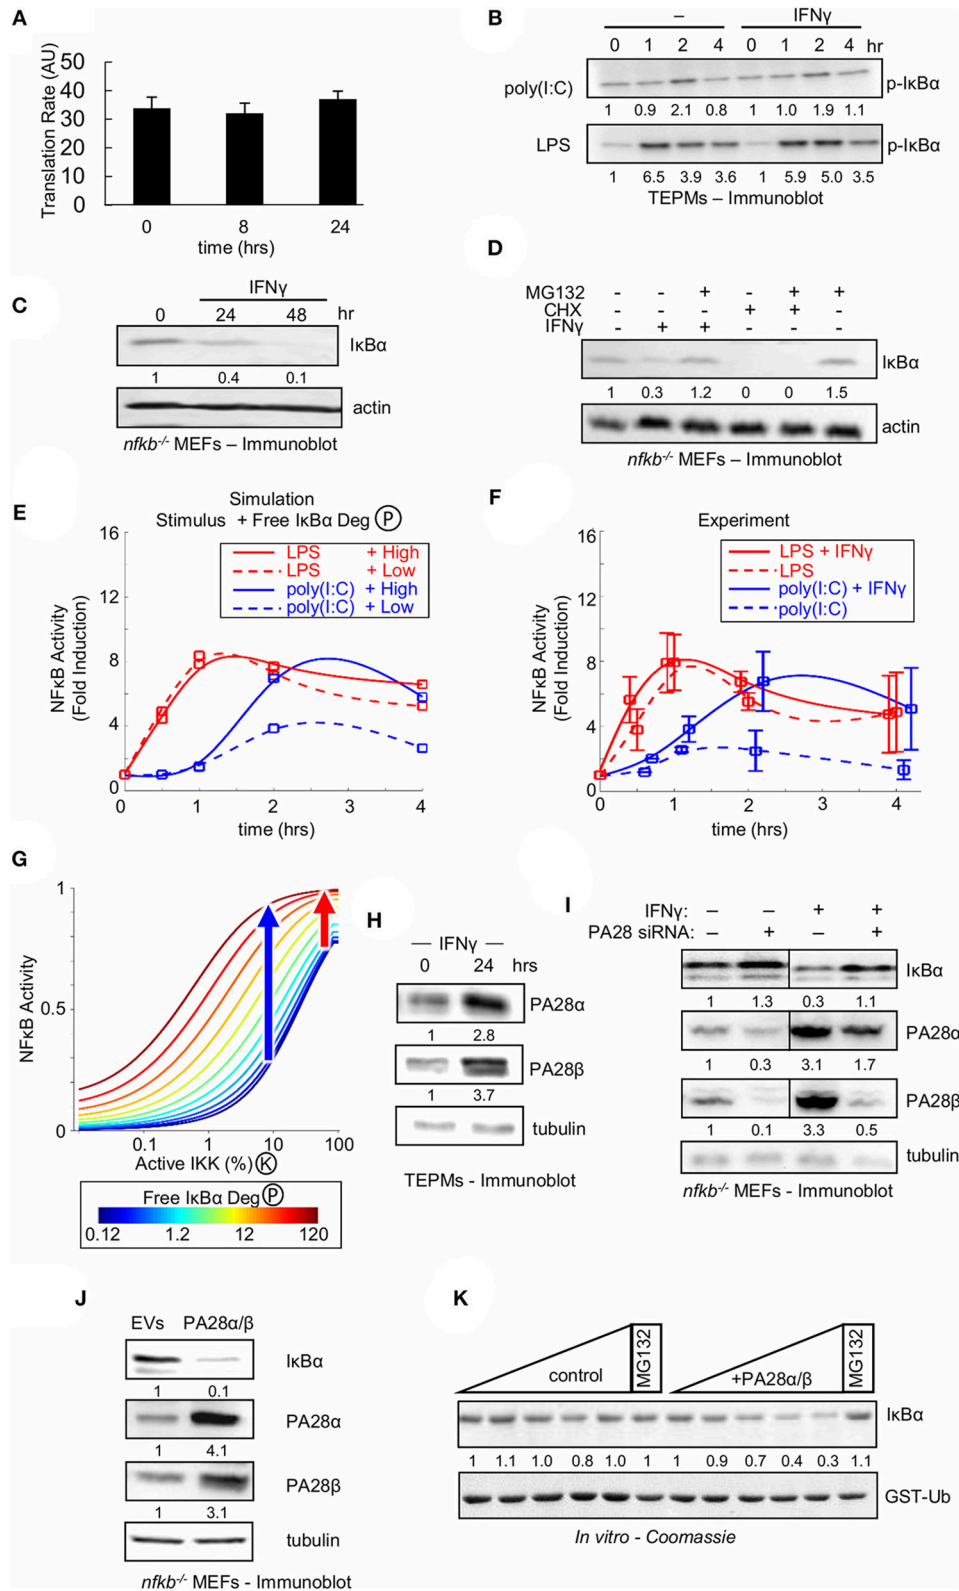 A
Translation Rate (AU)
50
40
30
20
10
0
0 8 24
time (hrs)
B
– IFNγ
0 1 2 4 0 1 2 4 hr
poly(I:C) p-IκBα
1 0.9 2.1 0.8 1 1.0 1.9 1.1
LPS p-IκBα
1 6.5 3.9 3.6 1 5.9 5.0 3.5
TEPMs – Immunoblot
C
IFNγ
0 24 48 hr
IκBα
1 0.4 0.1
actin
nfkb-/- MEFs – Immunoblot
D
MG132 - - + - + +
CHX - - - + + -
IFNγ - + + - - -
IκBα
1 0.3 1.2 0 0 1.5
actin
nfkb-/- MEFs – Immunoblot
E
Simulation
Stimulus + Free IκBα Deg P
LPS + High
LPS + Low
poly(I:C) + High
poly(I:C) + Low
NFκB Activity
(Fold Induction)
16
12
8
4
0
0 1 2 3 4
time (hrs)
F
Experiment
LPS + IFNγ
LPS
poly(I:C) + IFNγ
poly(I:C)
NFκB Activity
(Fold Induction)
16
12
8
4
0
0 1 2 3 4
time (hrs)
G
NFκB Activity
1
0.5
0
0.1 1 10 100
Active IKK (%) K
Free IκBα Deg P
0.12 1.2 12 120
H
— IFNγ —
0 24 hrs
PA28α
1 2.8
PA28β
1 3.7
tubulin
TEPMs - Immunoblot
I
IFNγ: – – + +
PA28 siRNA: – + – +
IκBα
1 1.3 0.3 1.1
PA28α
1 0.3 3.1 1.7
PA28β
1 0.1 3.3 0.5
tubulin
nfkb-/- MEFs - Immunoblot
J
EVs PA28α/β
IκBα
1 0.1
PA28α
1 4.1
PA28β
1 3.1
tubulin
nfkb-/- MEFs - Immunoblot
K
control MG132 +PA28α/β MG132
IκBα
1 1.1 1.0 0.8 1.0 1 1 0.9 0.7 0.4 0.3 1.1
GST-Ub
In vitro - Coomassie